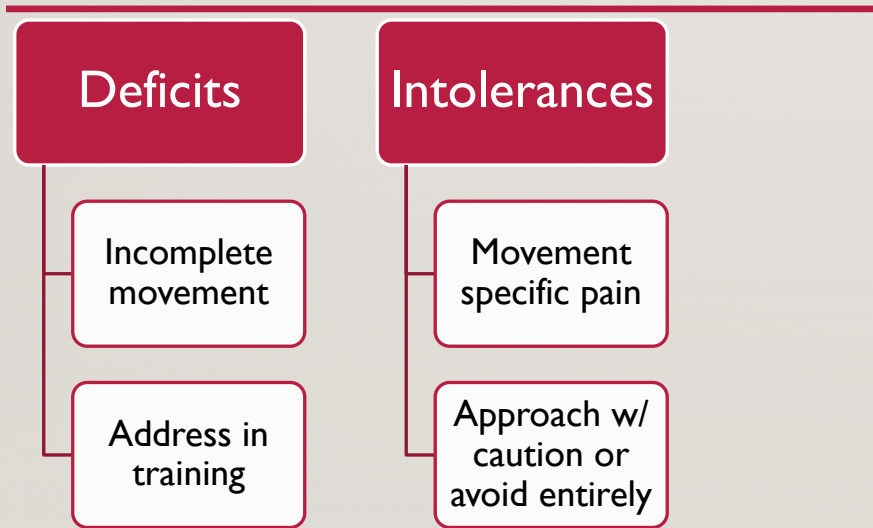 Deficits
Incomplete
movement
Address in
training
Intolerances
Movement
specific pain
Approach w/
caution or
avoid entirely